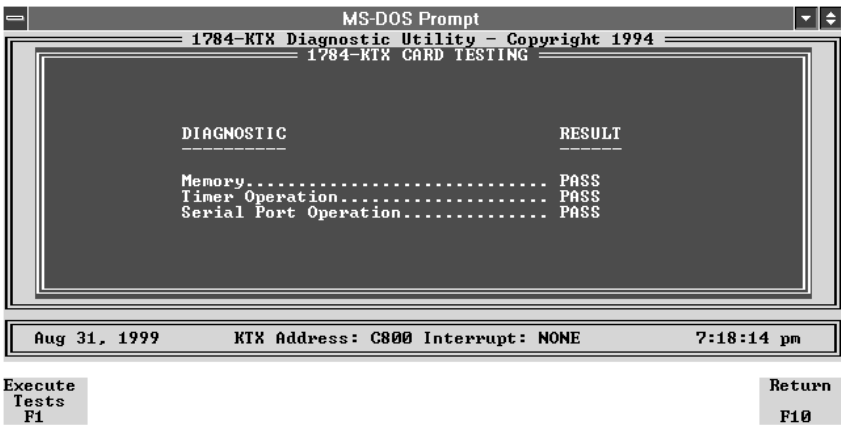 MS-DOS Prompt
1784-KTX Diagnostic Utility - Copyright 1994
1784-KTX CARD TESTING
DIAGNOSTIC RESULT
Memory............................. PASS
Timer Operation.................... PASS
Serial Port Operation.............. PASS
Aug 31, 1999 KTX Address: C800 Interrupt: NONE 7:18:14 pm
Execute Return
Tests
F1 F10